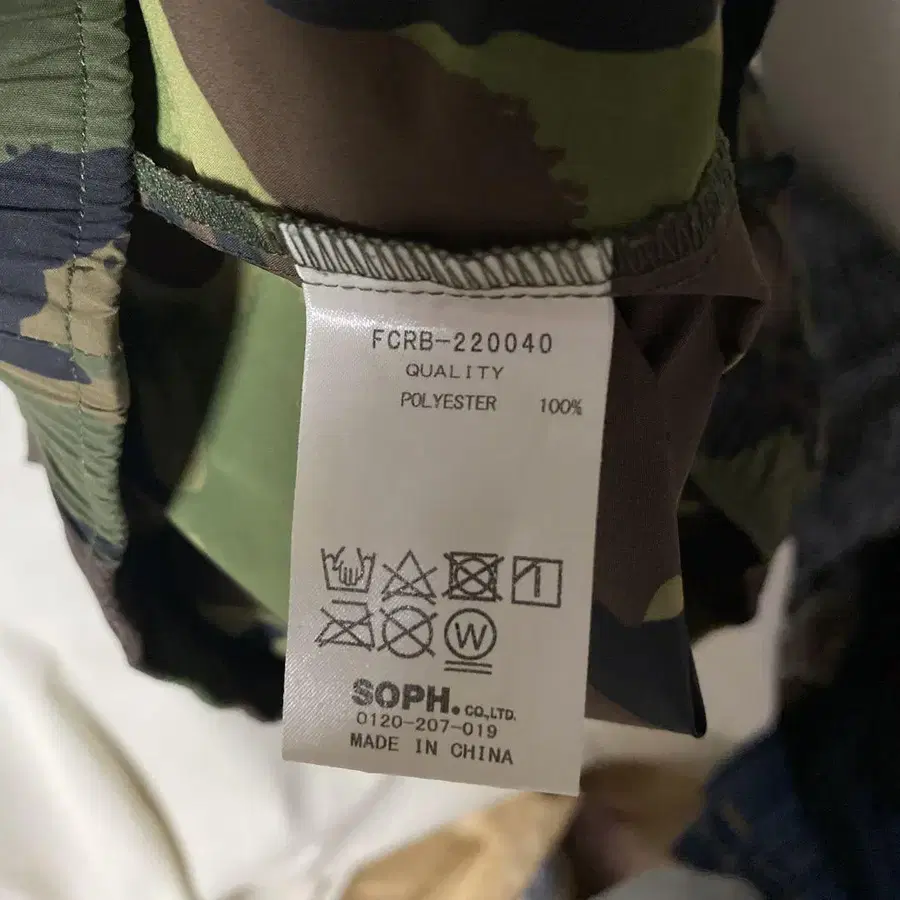 FCRB-220040
QUALITY
POLYESTER 100%
W
SOPH. CO.,LTD.
0120-207-019
MADE IN CHINA